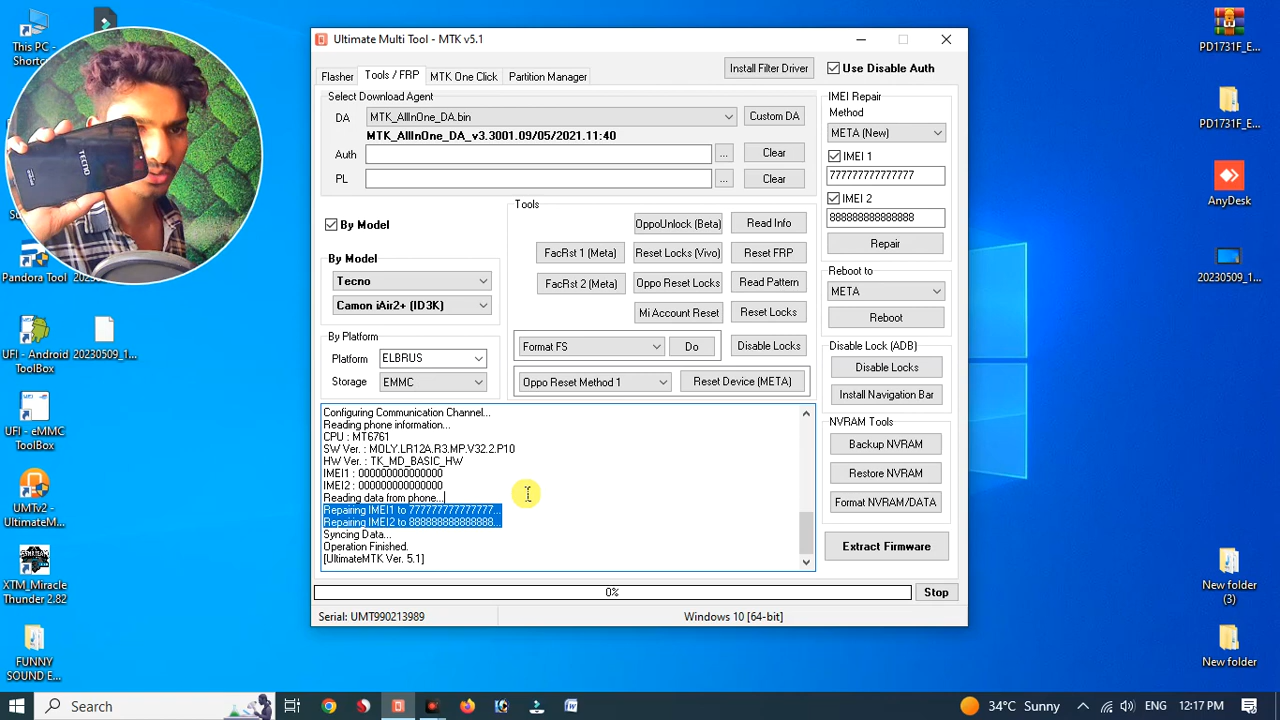 This PC -
Shortc...
TECNO
Pandora Tool
20230509_1...
UFI - Android
ToolBox
UFI - eMMC
ToolBox
UMTv2 -
UltimateM...
XTM_Miracle
Thunder 2.82
FUNNY
SOUND E...
Ultimate Multi Tool - MTK v5.1
Flasher
Tools / FRP
MTK One Click
Partition Manager
Install Filter Driver
Use Disable Auth
Select Download Agent
DA
MTK_AllInOne_DA.bin
Custom DA
MTK_AllInOne_DA_v3.3001.09/05/2021.11:40
Auth
...
Clear
PL
...
Clear
By Model
By Model
Tecno
Camon iAir2+ (ID3K)
By Platform
Platform
ELBRUS
Storage
EMMC
Tools
OppoUnlock (Beta)
Read Info
FacRst 1 (Meta)
Reset Locks (Vivo)
Reset FRP
FacRst 2 (Meta)
Oppo Reset Locks
Read Pattern
Mi Account Reset
Reset Locks
Format FS
Do
Disable Locks
Oppo Reset Method 1
Reset Device (META)
IMEI Repair
Method
META (New)
IMEI 1
777777777777777
IMEI 2
888888888888888
Repair
Reboot to
META
Reboot
Disable Lock (ADB)
Disable Locks
Install Navigation Bar
NVRAM Tools
Backup NVRAM
Restore NVRAM
Format NVRAM/DATA
Extract Firmware
Configuring Communication Channel...
Reading phone information...
CPU : MT6761
SW Ver. : MOLY.LR12A.R3.MP.V32.2.P10
HW Ver. : TK_MD_BASIC_HW
IMEI1 : 000000000000000
IMEI2 : 000000000000000
Reading data from phone...
Repairing IMEI1 to 777777777777777...
Repairing IMEI2 to 888888888888888...
Syncing Data...
Operation Finished.
[UltimateMTK Ver. 5.1]
0%
Stop
Serial: UMT990213989
Windows 10 [64-bit]
PD1731F_E...
PD1731F_E...
AnyDesk
20230509_1...
New folder
(3)
New folder
Search
34°C Sunny
ENG
12:17 PM